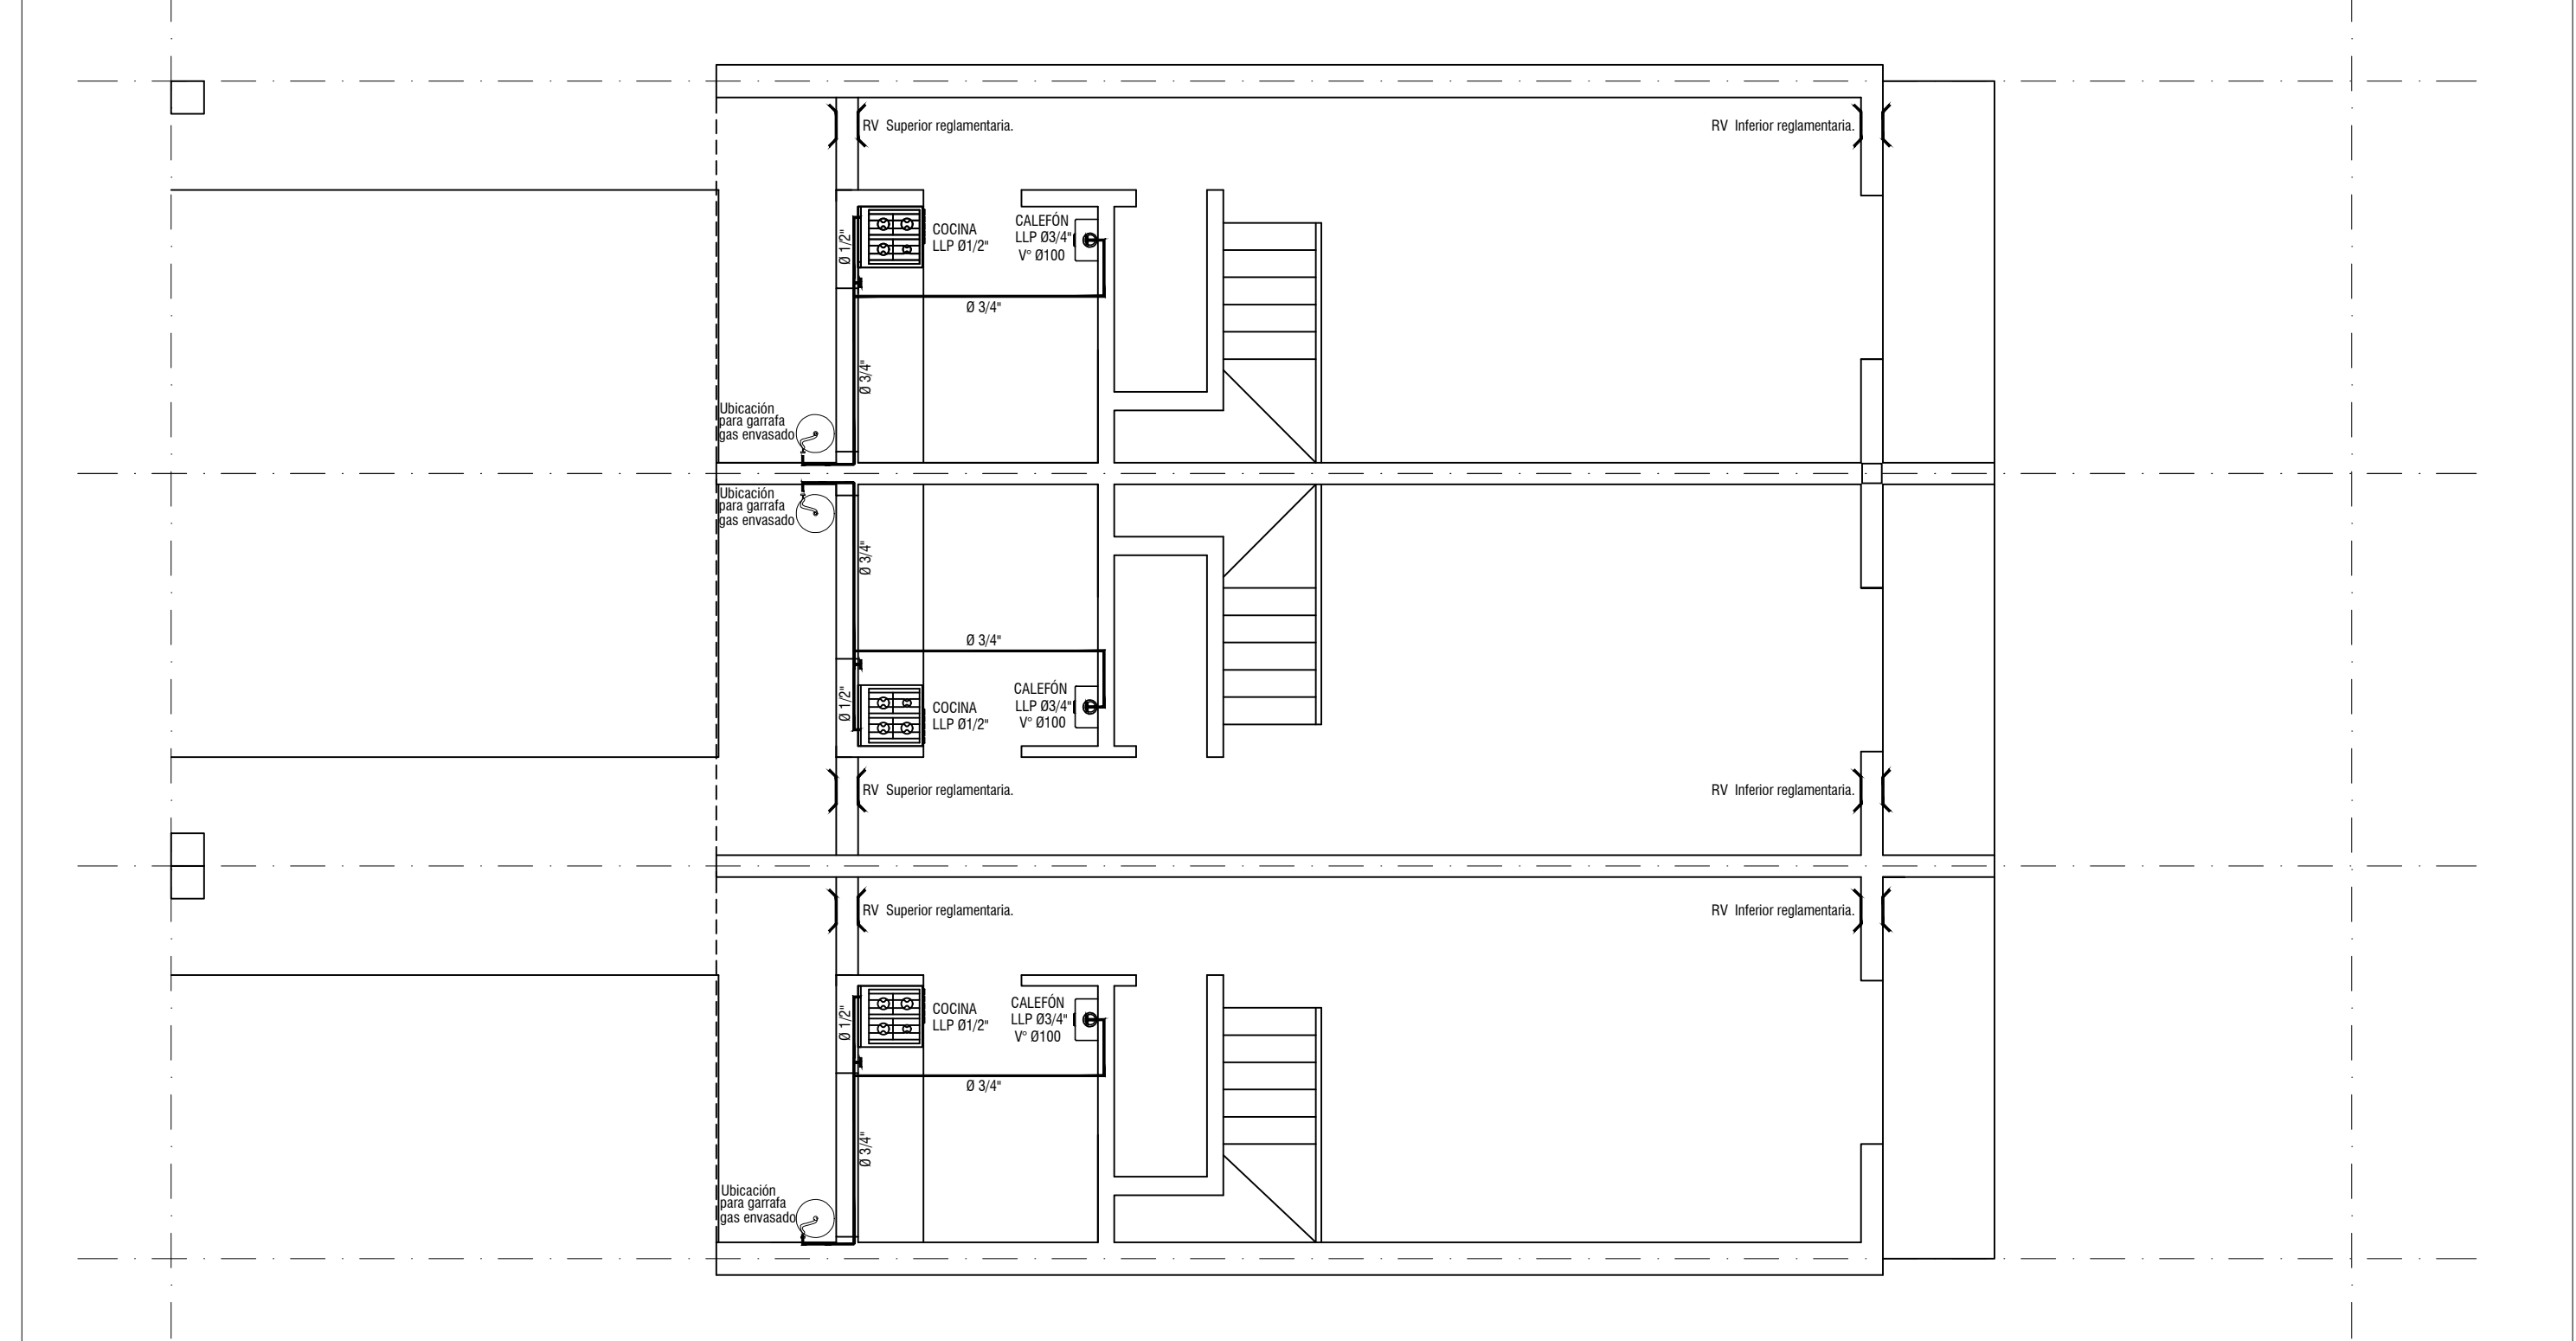 RV Superior reglamentaria.
RV Inferior reglamentaria.
Ø 1/2"
COCINA
LLP Ø1/2"
CALEFÓN
LLP Ø3/4"
Vº Ø100
Ø 3/4"
Ø 3/4"
Ubicación
para garrafa
gas envasado
Ubicación
para garrafa
gas envasado
Ø 3/4"
Ø 3/4"
Ø 1/2"
COCINA
LLP Ø1/2"
CALEFÓN
LLP Ø3/4"
Vº Ø100
RV Superior reglamentaria.
RV Inferior reglamentaria.
RV Superior reglamentaria.
RV Inferior reglamentaria.
Ø 1/2"
COCINA
LLP Ø1/2"
CALEFÓN
LLP Ø3/4"
Vº Ø100
Ø 3/4"
Ø 3/4"
Ubicación
para garrafa
gas envasado